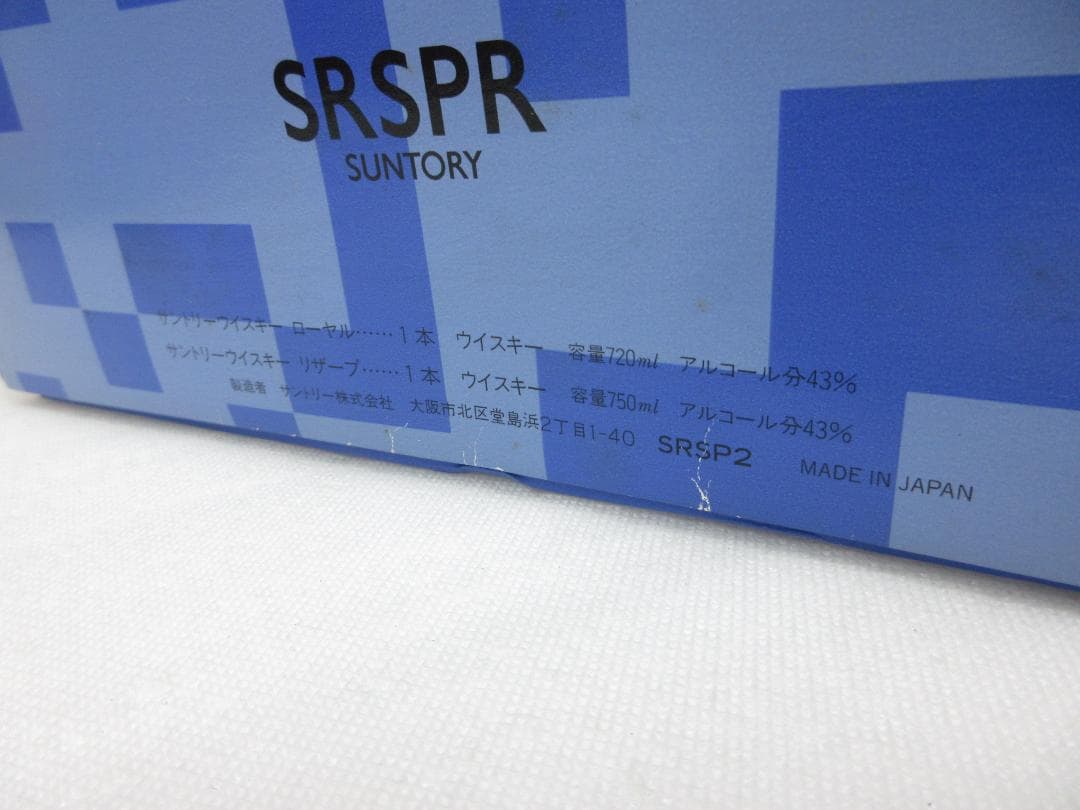 SRSPR
SUNTORY
サントリーウイスキー ローヤル……1本 ウイスキー 容量720ml アルコール分43%
サントリーウイスキー リザーブ……1本 ウイスキー 容量750ml アルコール分43%
製造者 サントリー株式会社 大阪市北区堂島浜2丁目1-40 SRSP2 MADE IN JAPAN